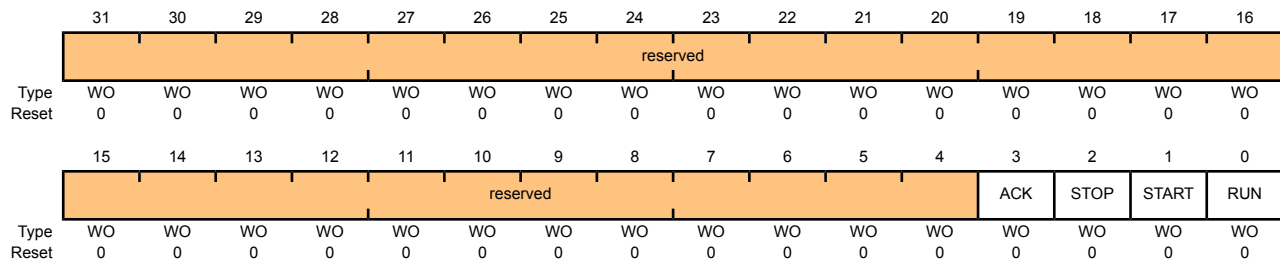 31 30 29 28 27 26 25 24 23 22 21 20 19 18 17 16
reserved
Type WO WO WO WO WO WO WO WO WO WO WO WO WO WO WO WO
Reset 0 0 0 0 0 0 0 0 0 0 0 0 0 0 0 0
15 14 13 12 11 10 9 8 7 6 5 4 3 2 1 0
reserved ACK STOP START RUN
Type WO WO WO WO WO WO WO WO WO WO WO WO WO WO WO WO
Reset 0 0 0 0 0 0 0 0 0 0 0 0 0 0 0 0